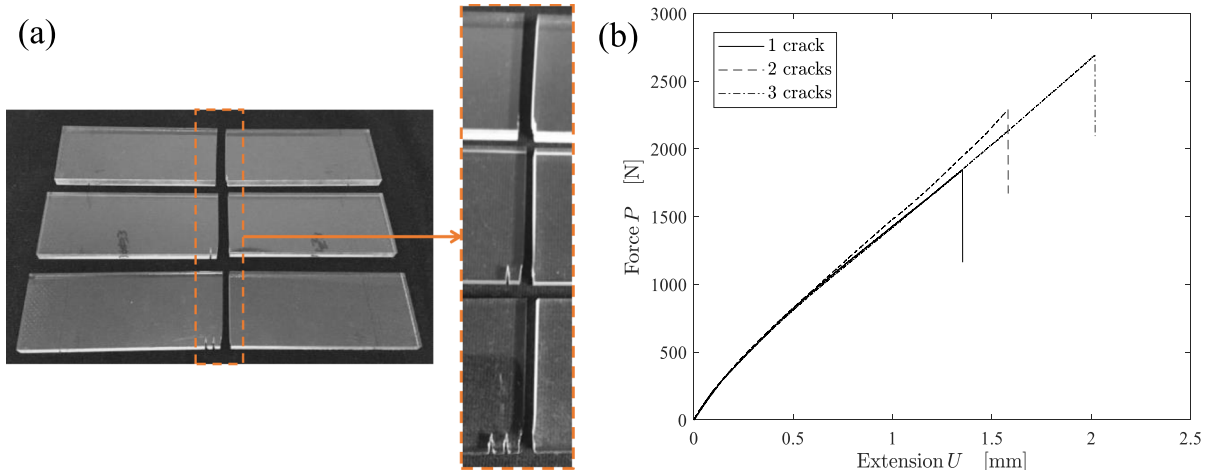 (a)
(b)
3000
2500
2000
1500
1000
500
0
Force P [N]
1 crack
2 cracks
3 cracks
0 0.5 1 1.5 2 2.5
Extension U [mm]